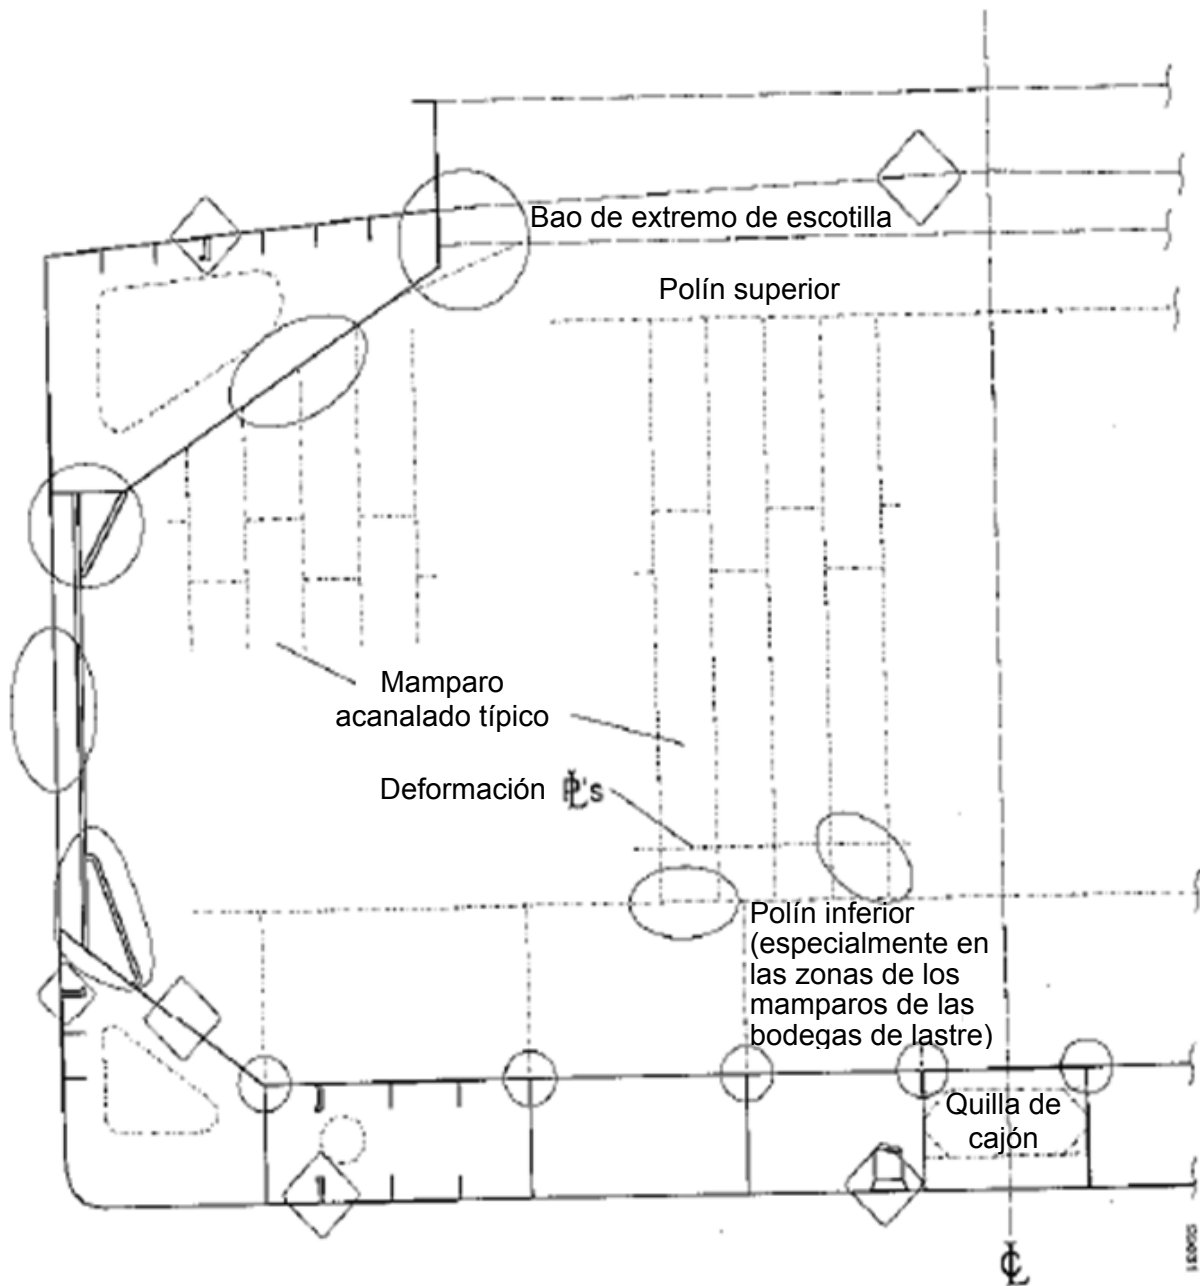 Bao de extremo de escotilla
Polín superior
Mamparo
acanalado típico
Deformación ⅊'s
Polín inferior
(especialmente en
las zonas de los
mamparos de las
bodegas de lastre)
Quilla de
cajón
℄